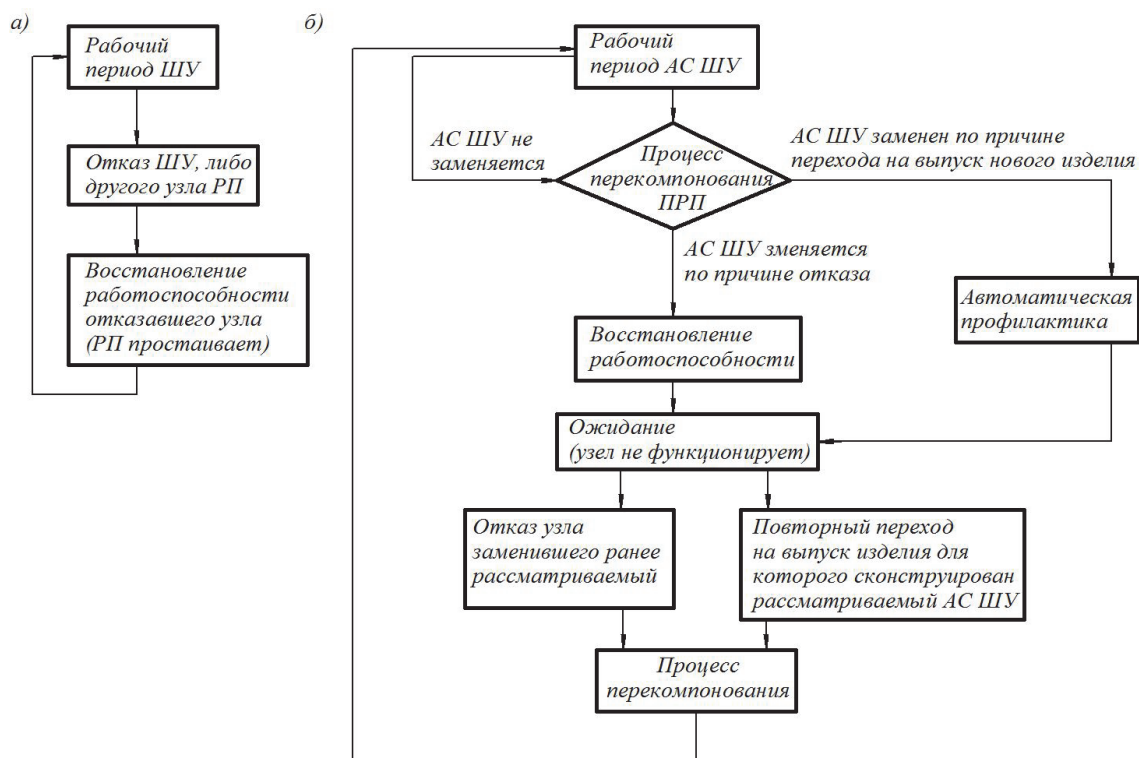 а)
Рабочий
период ШУ
Отказ ШУ, либо
другого узла РП
Восстановление
работоспособности
отказавшего узла
(РП простаивает)
б)
Рабочий
период АС ШУ
АС ШУ не
заменяется
Процесс
перекомпонования
ПРП
АС ШУ заменен по причине
перехода на выпуск нового изделия
АС ШУ зменяется
по причине отказа
Автоматическая
профилактика
Восстановление
работоспособности
Ожидание
(узел не функционирует)
Отказ узла
заменившего ранее
рассматриваемый
Повторный переход
на выпуск изделия для
которого сконструирован
рассматриваемый АС ШУ
Процесс
перекомпонования